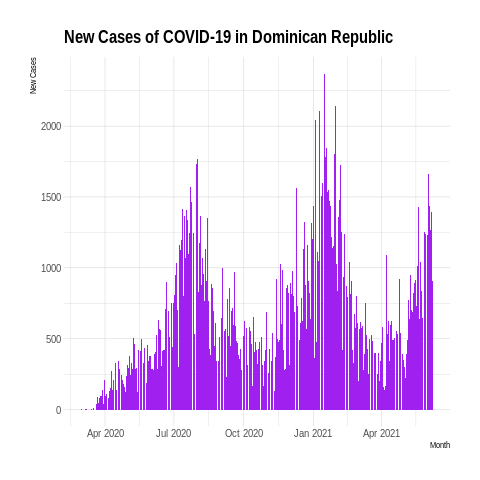 New Cases of COVID-19 in Dominican Republic
New Cases
2000
1500
1000
500
0
Apr 2020 Jul 2020 Oct 2020 Jan 2021 Apr 2021
Month